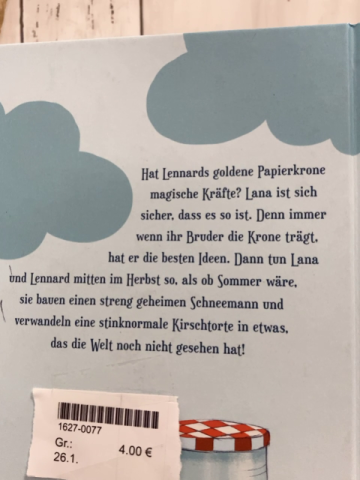 Hat Lennards goldene Papierkrone
magische Kräfte? Lana ist sich
sicher, dass es so ist. Denn immer
wenn ihr Bruder die Krone trägt,
hat er die besten Ideen. Dann tun Lana
und Lennard mitten im Herbst so, als ob Sommer wäre,
sie bauen einen streng geheimen Schneemann und
verwandeln eine stinknormale Kirschtorte in etwas,
das die Welt noch nicht gesehen hat!
1627-0077
Gr.: 4.00 €
26.1.